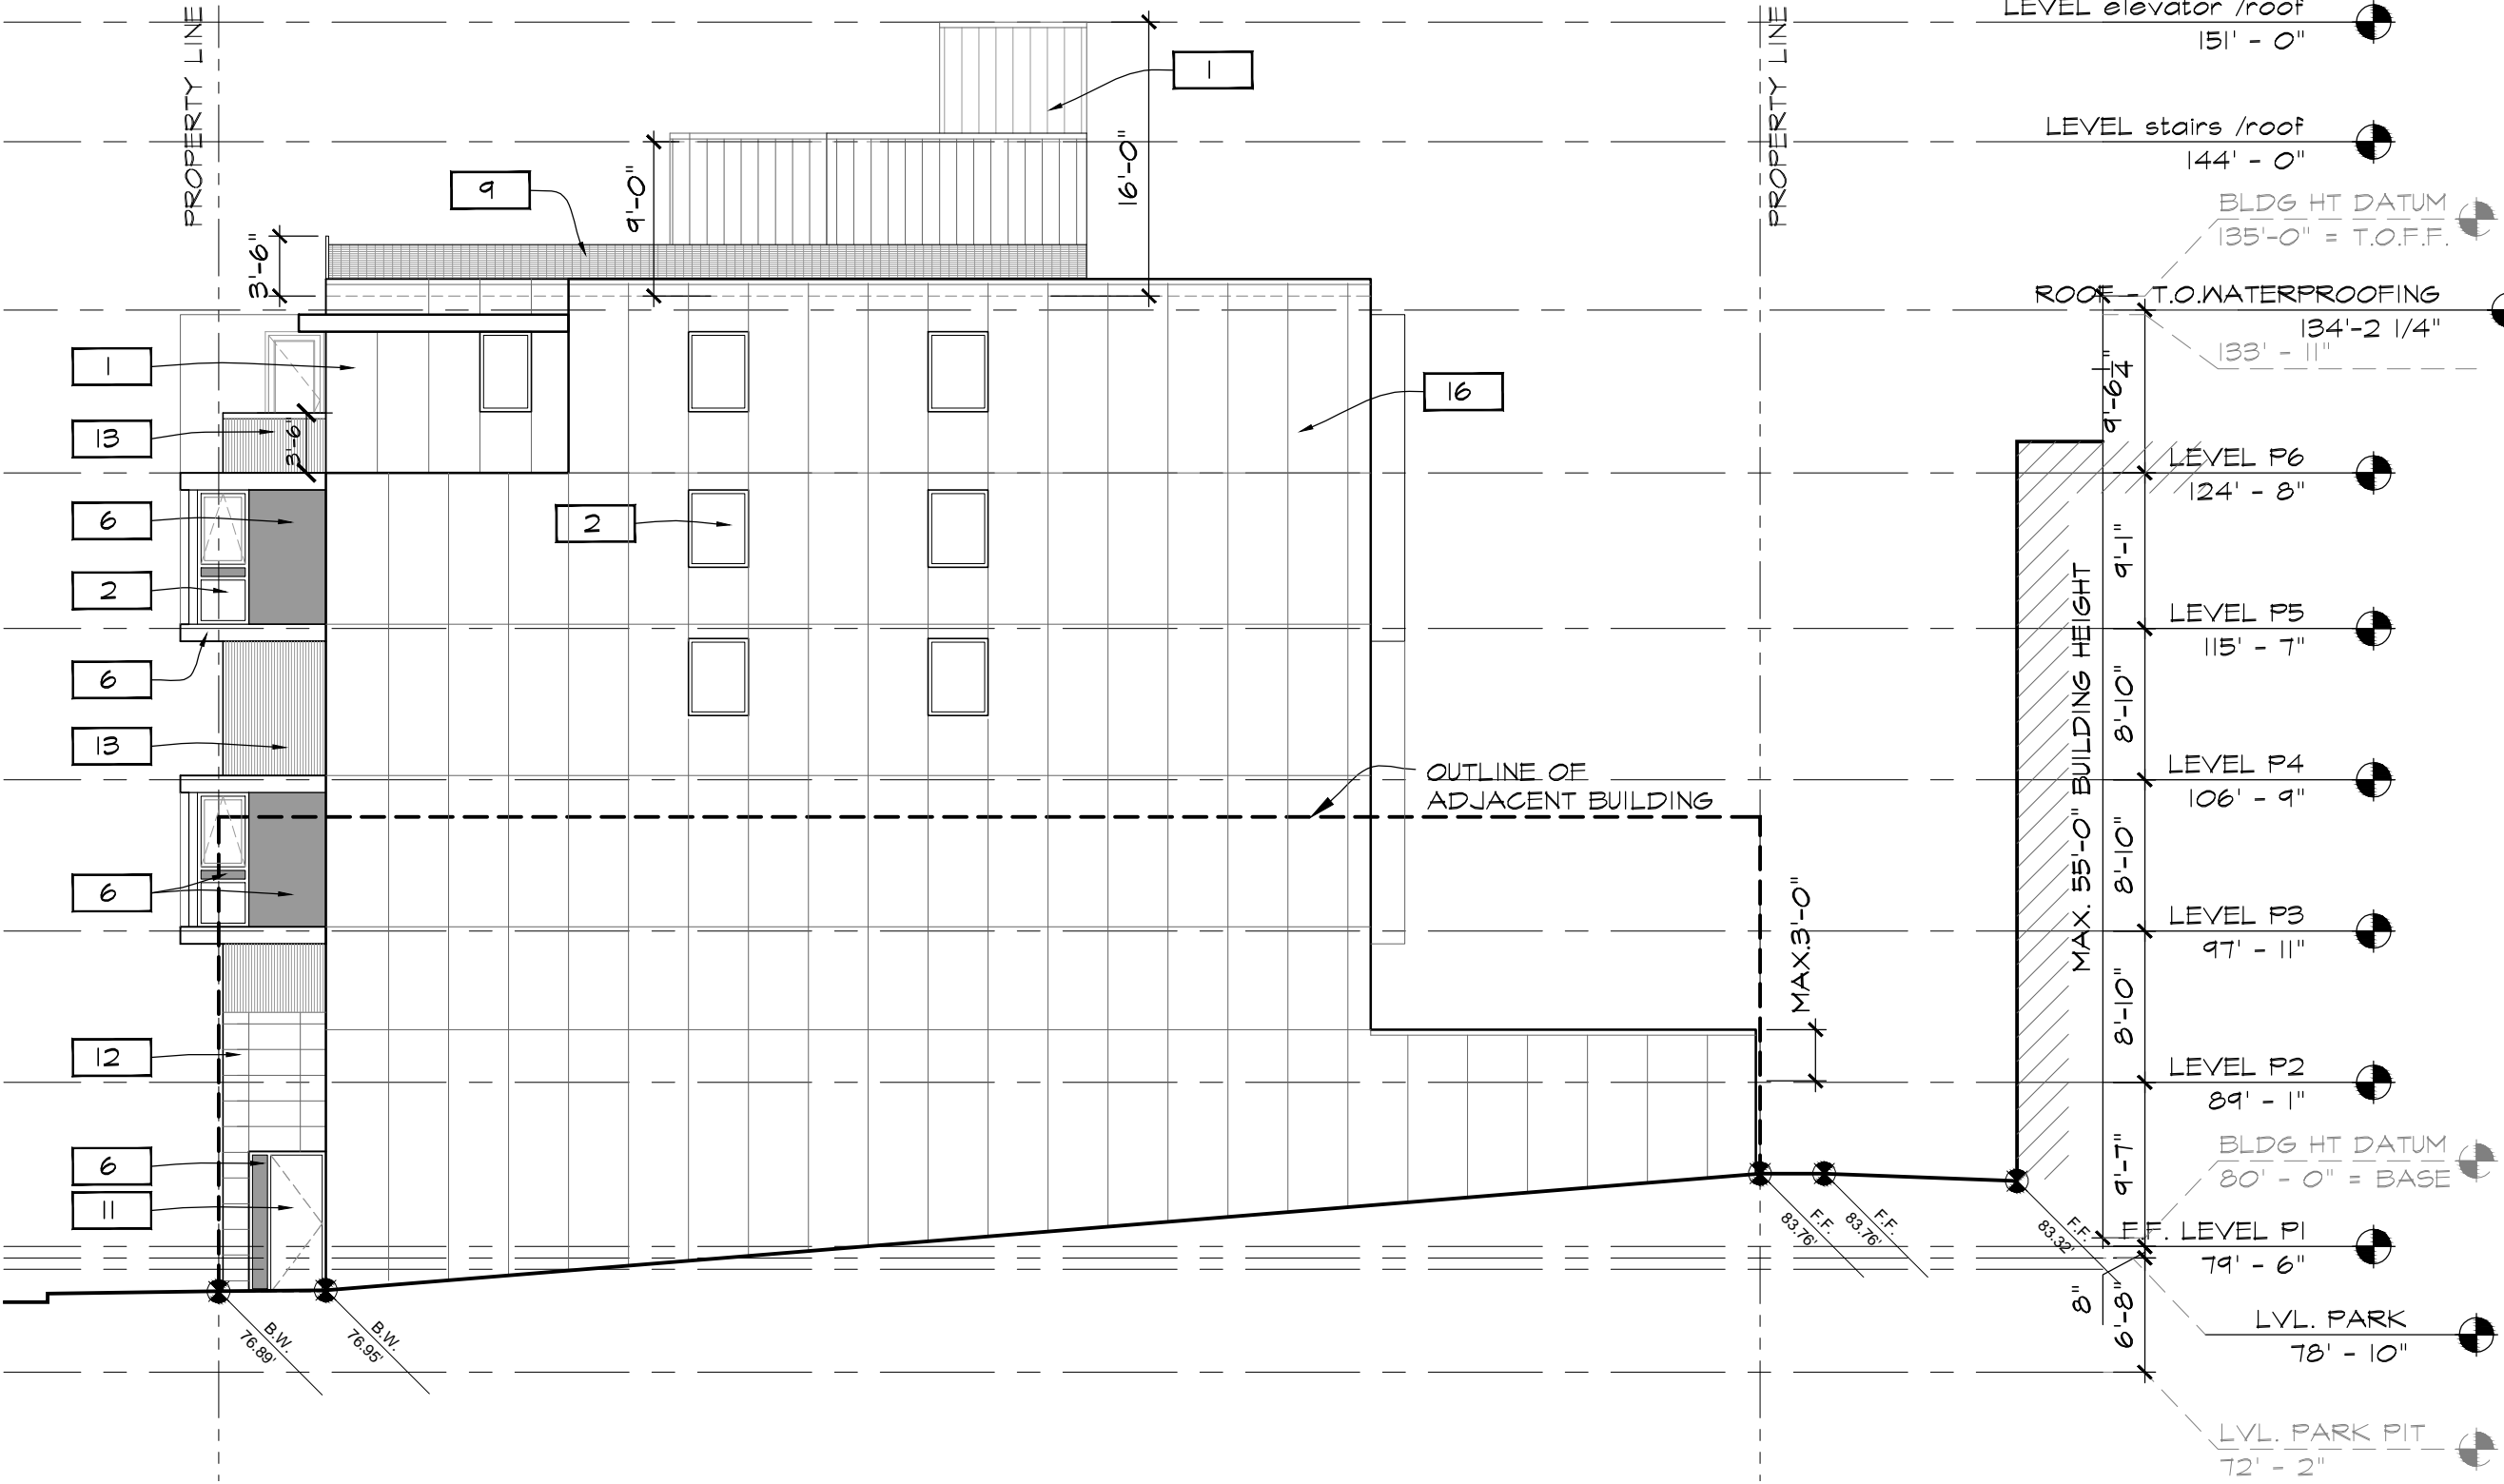 PROPERTY LINE
PROPERTY LINE
LEVEL elevator /roof
151' - 0"
1
LEVEL stairs /roof
144' - 0"
9
9'-0"
16'-0"
BLDG HT DATUM
135'-0" = T.O.F.F.
3'-6"
ROOF - T.O.WATERPROOFING
134'-2 1/4"
133' - 11"
1
9'-6 1/4"
16
13
3'-6"
LEVEL P6
124' - 8"
6
2
9'-1"
2
LEVEL P5
115' - 7"
6
MAX. 55'-0" BUILDING HEIGHT
8'-10"
13
OUTLINE OF
ADJACENT BUILDING
LEVEL P4
106' - 9"
6
8'-10"
MAX.3'-0"
LEVEL P3
97' - 11"
8'-10"
12
LEVEL P2
89' - 1"
6
9'-7"
BLDG HT DATUM
80' - 0" = BASE
11
F.F.
83.76'
F.F.
83.76'
F.F.
83.32'
F.F. LEVEL P1
79' - 6"
8"
6'-8"
B.W.
76.89'
B.W.
76.95'
LVL. PARK
78' - 10"
LVL. PARK PIT
72' - 2"